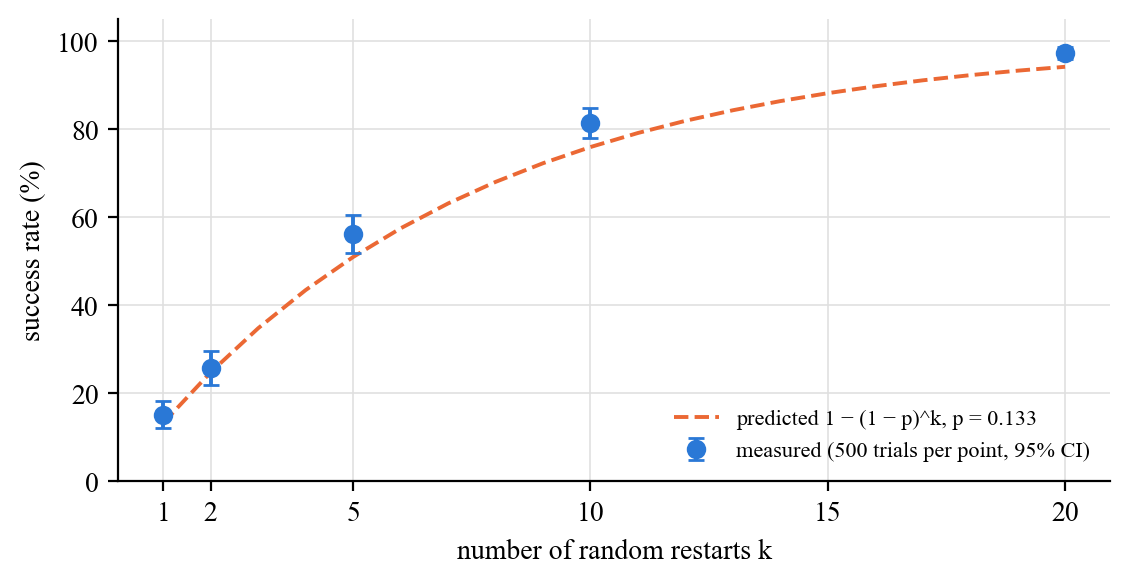 100
80
60
40
20
0
success rate (%)
predicted 1 − (1 − p)^k, p = 0.133
measured (500 trials per point, 95% CI)
1 2 5 10 15 20
number of random restarts k